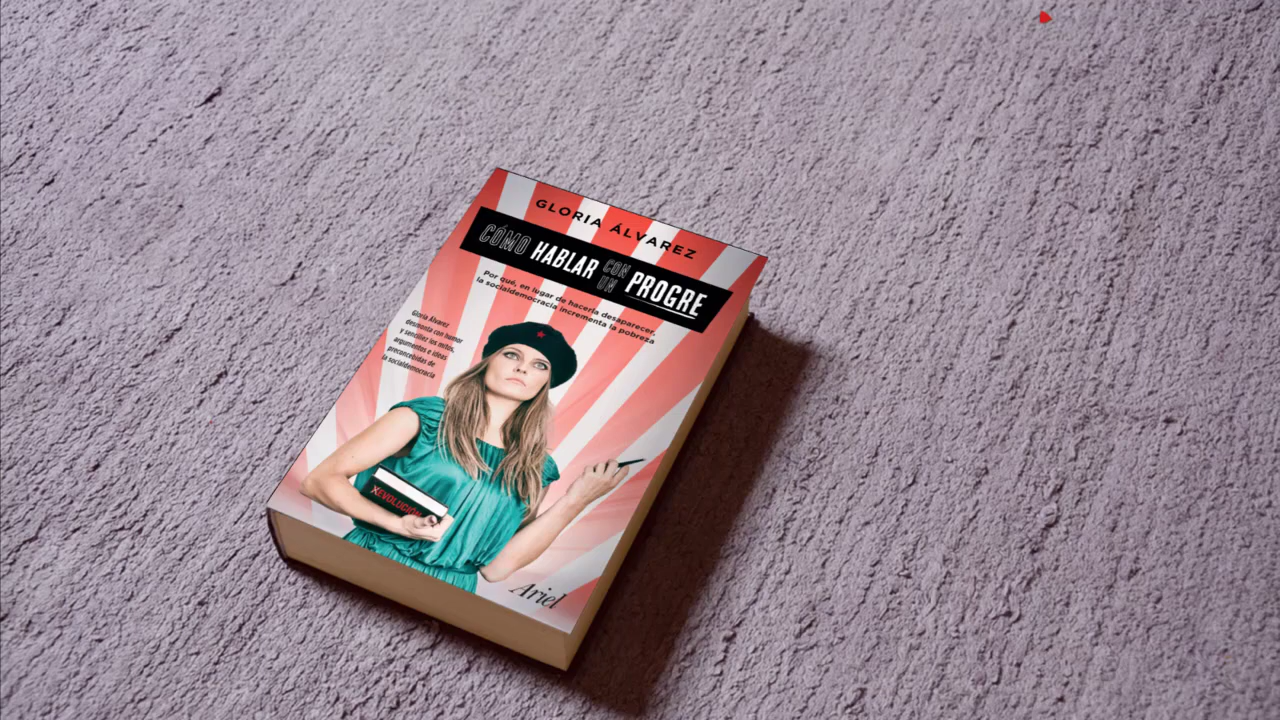 GLORIA ÁLVAREZ
CÓMO HABLAR CON UN PROGRE
Por qué, en lugar de hacerla desaparecer,
la socialdemocracia incrementa la pobreza
Gloria Álvarez
desmonta con humor
y sencillez los mitos,
argumentos e ideas
preconcebidas de
la socialdemocracia
XEVOLUCIÓN
Ariel